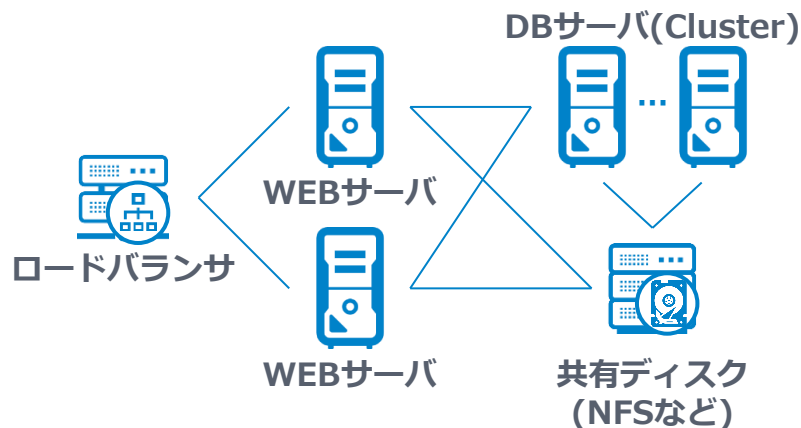 DBサーバ(Cluster)
…
WEBサーバ
ロードバランサ
WEBサーバ
共有ディスク
(NFSなど)